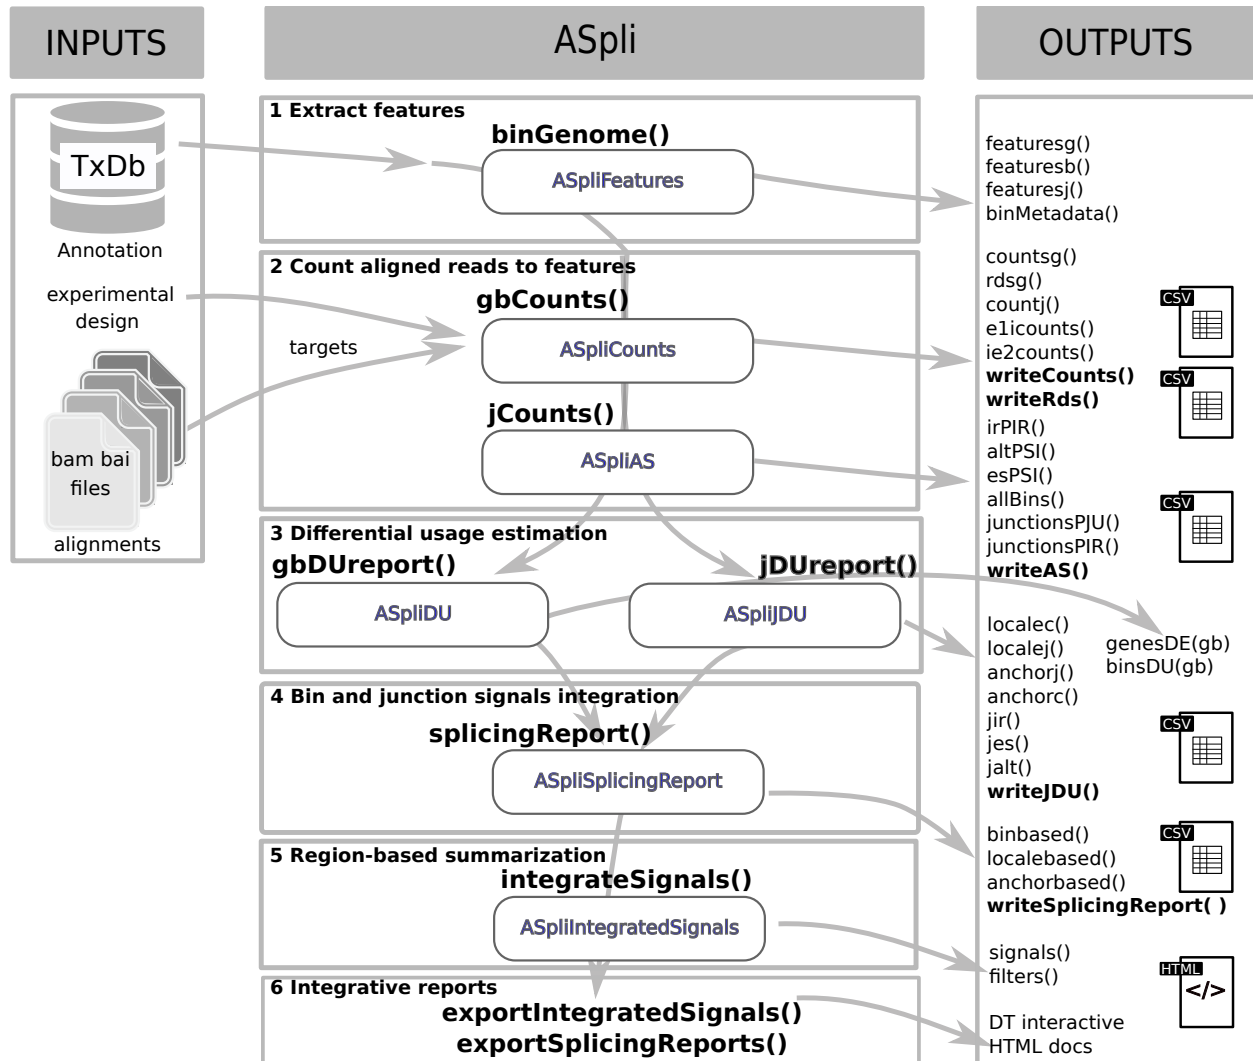 INPUTS
ASpli
OUTPUTS
TxDb
Annotation
experimental
design
bam bai
files
alignments
targets
1 Extract features
binGenome()
ASpliFeatures
2 Count aligned reads to features
gbCounts()
ASpliCounts
jCounts()
ASpliAS
3 Differential usage estimation
gbDUreport()
jDUreport()
ASpliDU
ASpliJDU
4 Bin and junction signals integration
splicingReport()
ASpliSplicingReport
5 Region-based summarization
integrateSignals()
ASpliIntegratedSignals
6 Integrative reports
exportIntegratedSignals()
exportSplicingReports()
featuresg()
featuresb()
featuresj()
binMetadata()
countsg()
rdsg()
countj()
e1icounts()
ie2counts()
writeCounts()
writeRds()
CSV
CSV
irPIR()
altPSI()
esPSI()
allBins()
junctionsPJU()
junctionsPIR()
writeAS()
CSV
localec()
localej()
anchorj()
anchorc()
jir()
jes()
jalt()
writeJDU()
genesDE(gb)
binsDU(gb)
CSV
binbased()
localebased()
anchorbased()
writeSplicingReport( )
CSV
signals()
filters()
HTML
</>
DT interactive
HTML docs